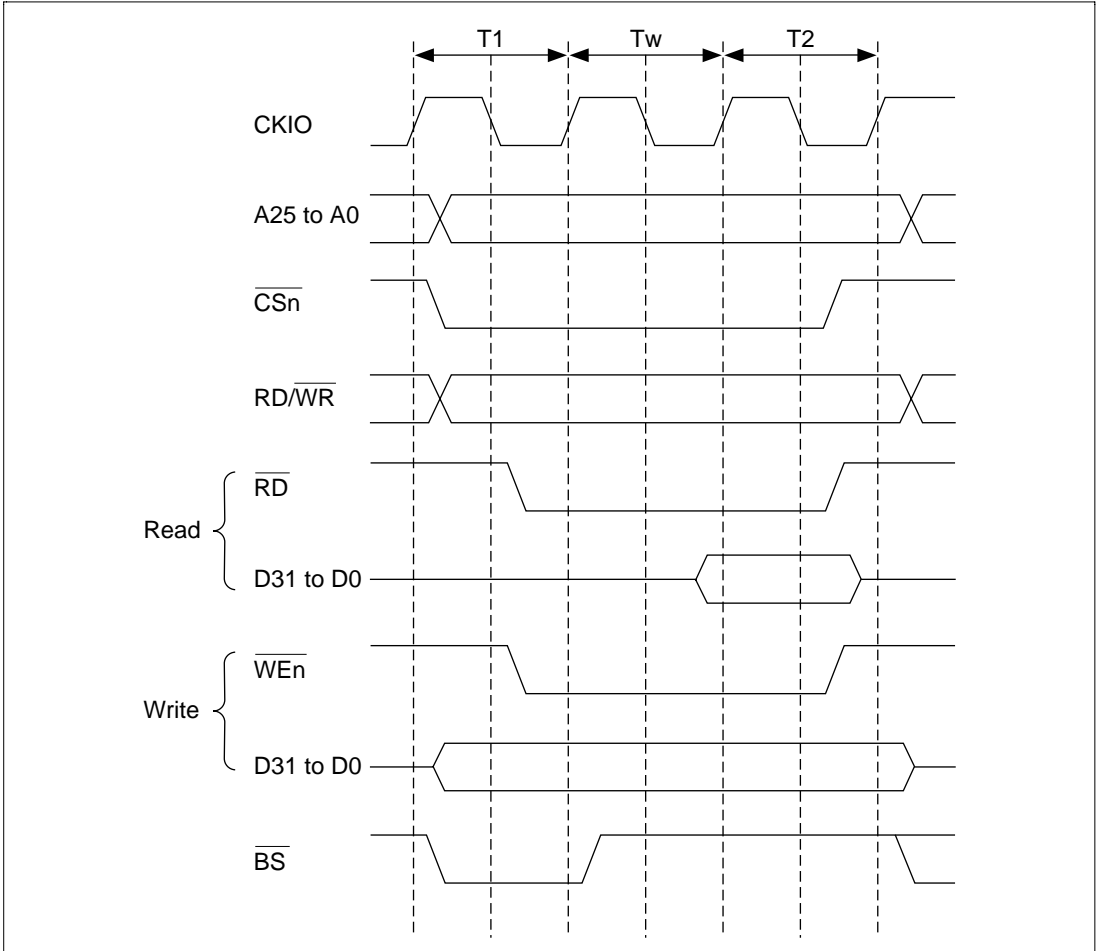 T1 Tw T2
CKIO
A25 to A0
CSn
RD/WR
RD
Read
D31 to D0
WEn
Write
D31 to D0
BS